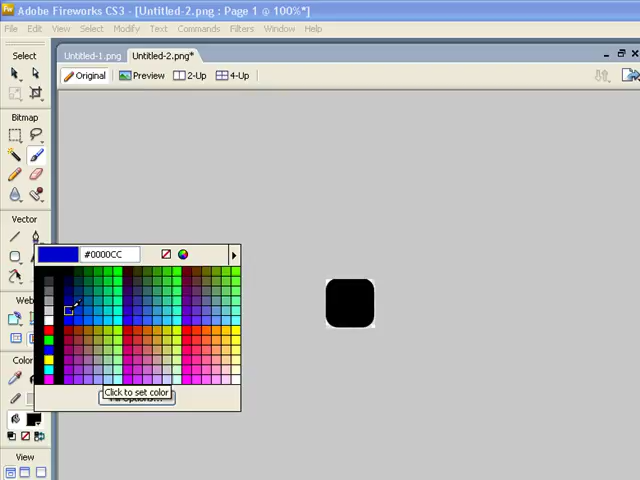 Fw Adobe Fireworks CS3 - [Untitled-2.png : Page 1 @ 100%*]
File Edit View Select Modify Text Commands Filters Window Help
Select
Untitled-1.png Untitled-2.png*
Original Preview 2-Up 4-Up
Bitmap
Vector
#0000CC
Web
Color
Click to set color
View